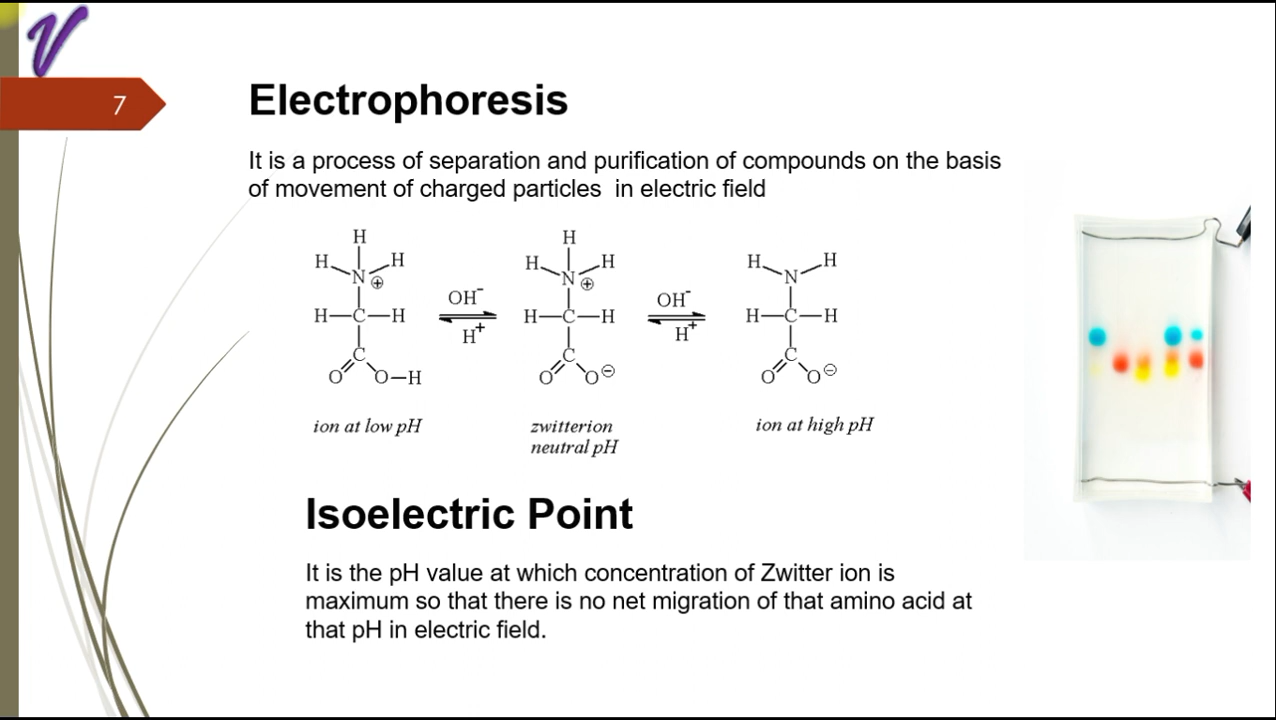 V
7
Electrophoresis
It is a process of separation and purification of compounds on the basis
of movement of charged particles in electric field
H H H
H H N⊕ H H N⊕ H H N H
OH⁻ OH⁻
H—C—H H—C—H H—C—H
H⁺ H⁺
C C C
O O—H O O⊖ O O⊖
ion at low pH zwitterion ion at high pH
neutral pH
Isoelectric Point
It is the pH value at which concentration of Zwitter ion is
maximum so that there is no net migration of that amino acid at
that pH in electric field.